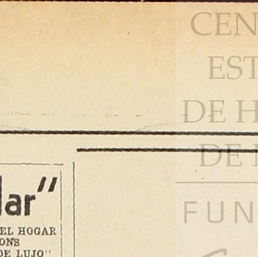 CEN
EST
DE H
DE
FUN
lar"
EL HOGAR
ONS
DE LUJO"